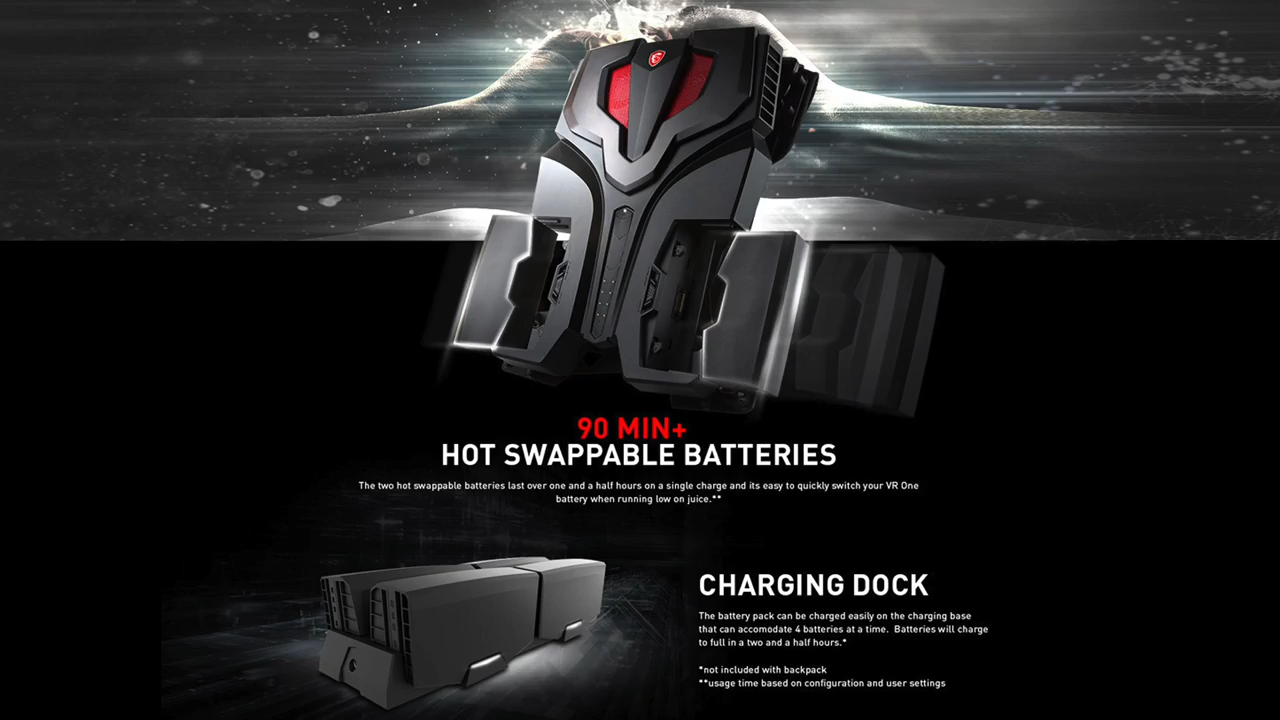 90 MIN+
HOT SWAPPABLE BATTERIES
The two hot swappable batteries last over one and a half hours on a single charge and its easy to quickly switch your VR One
battery when running low on juice.**
CHARGING DOCK
The battery pack can be charged easily on the charging base
that can accomodate 4 batteries at a time. Batteries will charge
to full in a two and a half hours.*
*not included with backpack
**usage time based on configuration and user settings